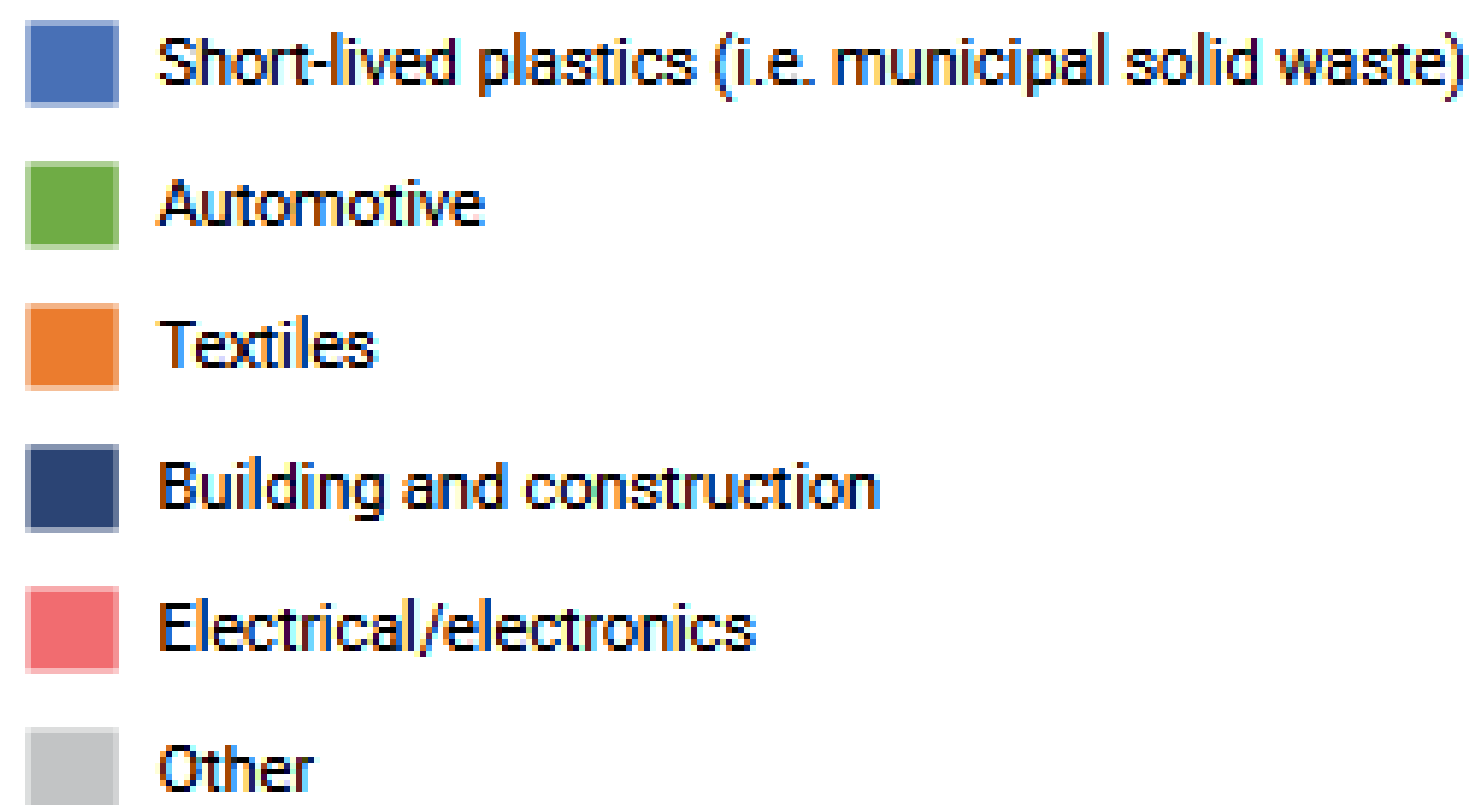 Short-lived plastics (i.e. municipal solid waste)
Automotive
Textiles
Building and construction
Electrical/electronics
Other